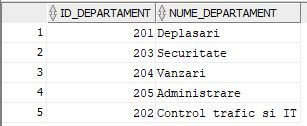 ID_DEPARTAMENT NUME_DEPARTAMENT
1 201 Deplasari
2 203 Securitate
3 204 Vanzari
4 205 Administrare
5 202 Control trafic si IT